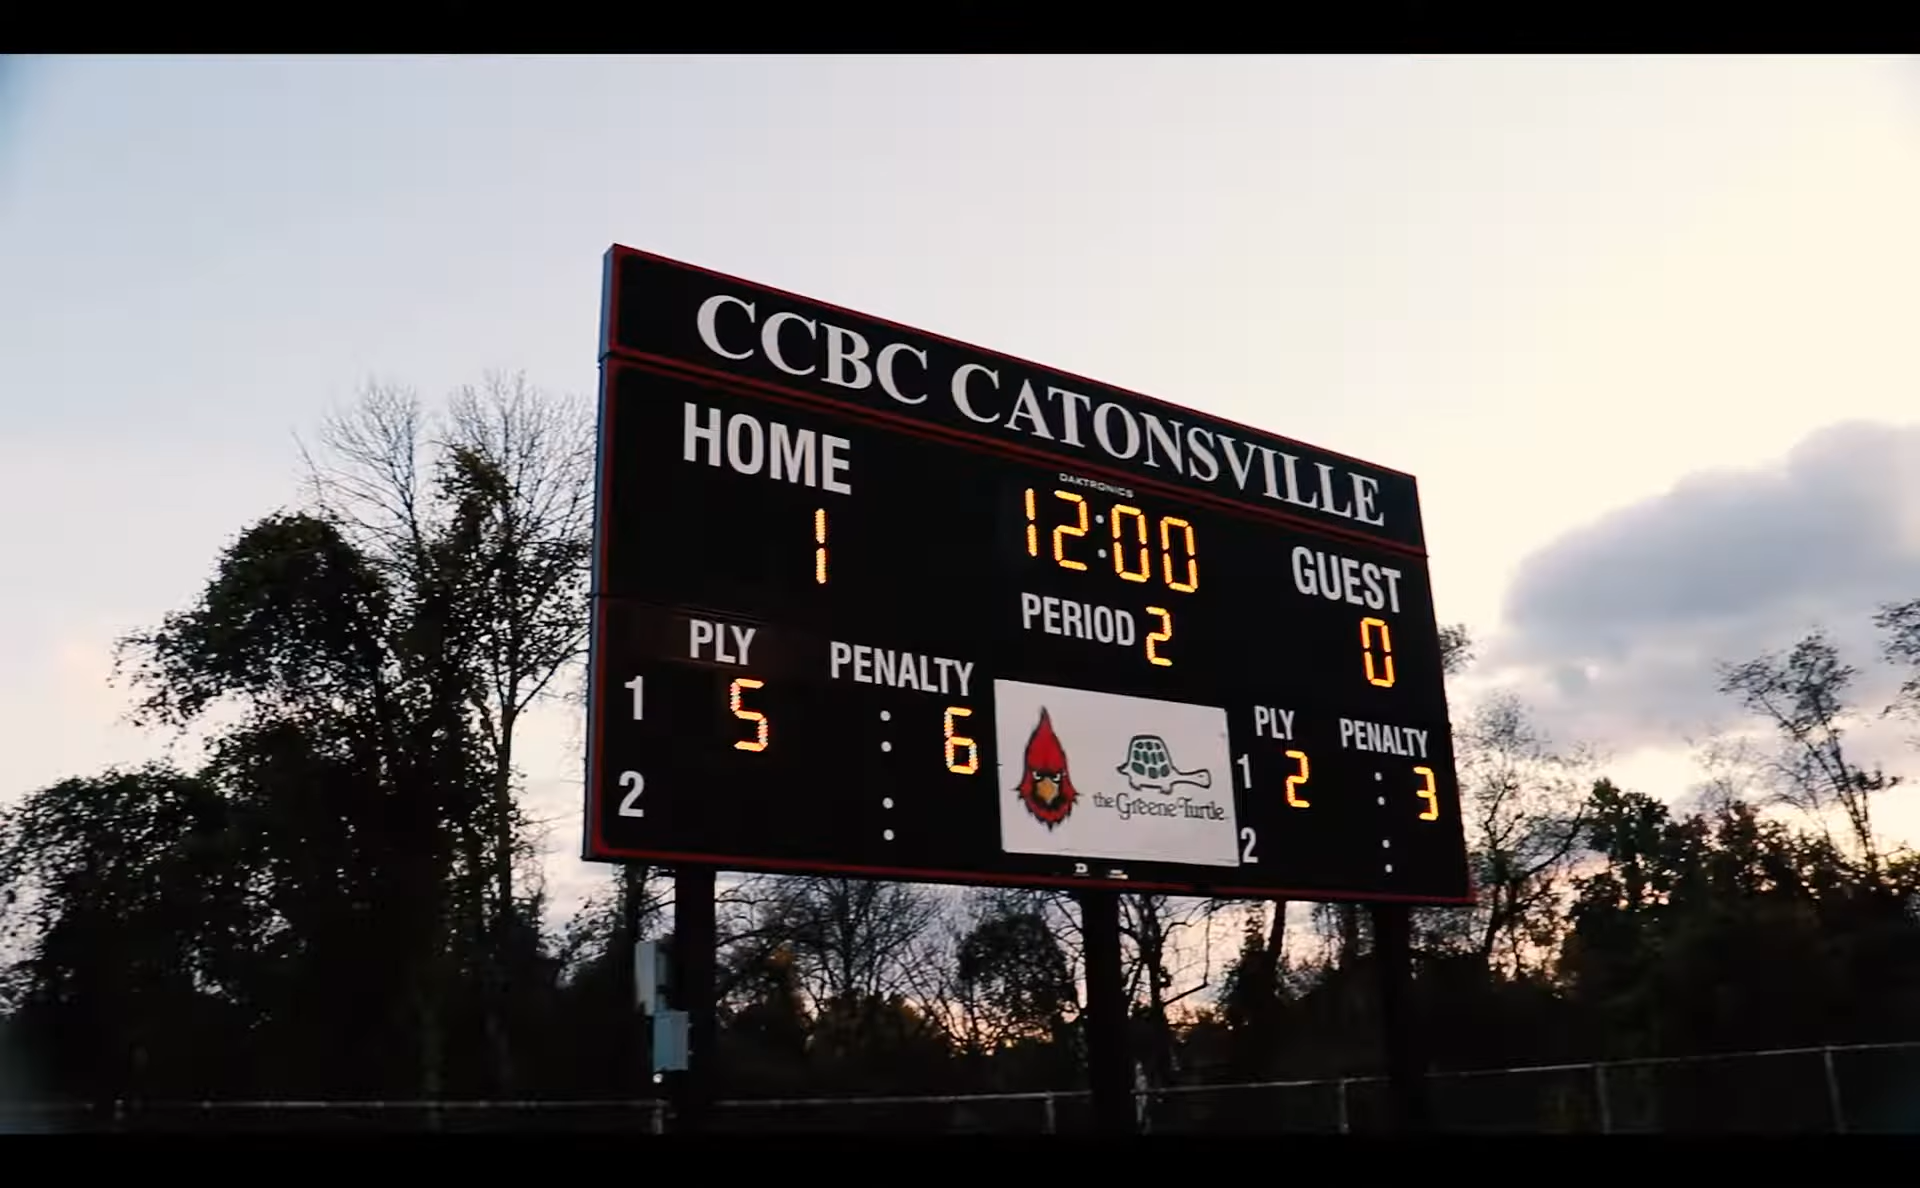 CCBC CATONSVILLE
DAKTRONICS
HOME 12:00 GUEST
1 PERIOD 2 0
PLY PENALTY PLY PENALTY
1 5 : 6 1 2 : 3
2 : 2 :
the Greene Turtle